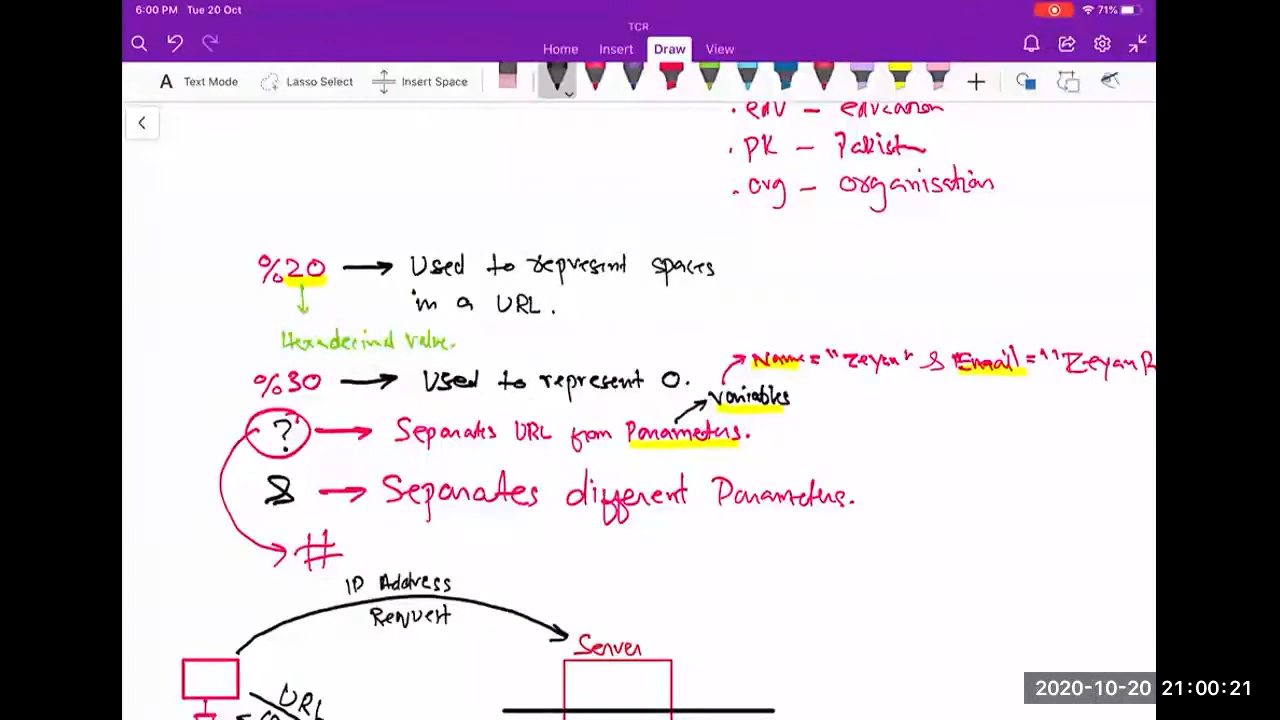 6:00 PM Tue 20 Oct
71%
TCR
Home Insert Draw View
A Text Mode Lasso Select Insert Space
.edu – education
.PK – Pakistn
.org – organisation
%20 → Used to represent spaces
in a URL.
Hexadecimal Value.
Name = "Zeyan" & Email = "Zeyan R
%30 → Used to represent 0.
variables
? → Separates URL from Parameters.
& → Separates different Parameters.
#
IP Address
Request
Server
URL
2020-10-20 21:00:21